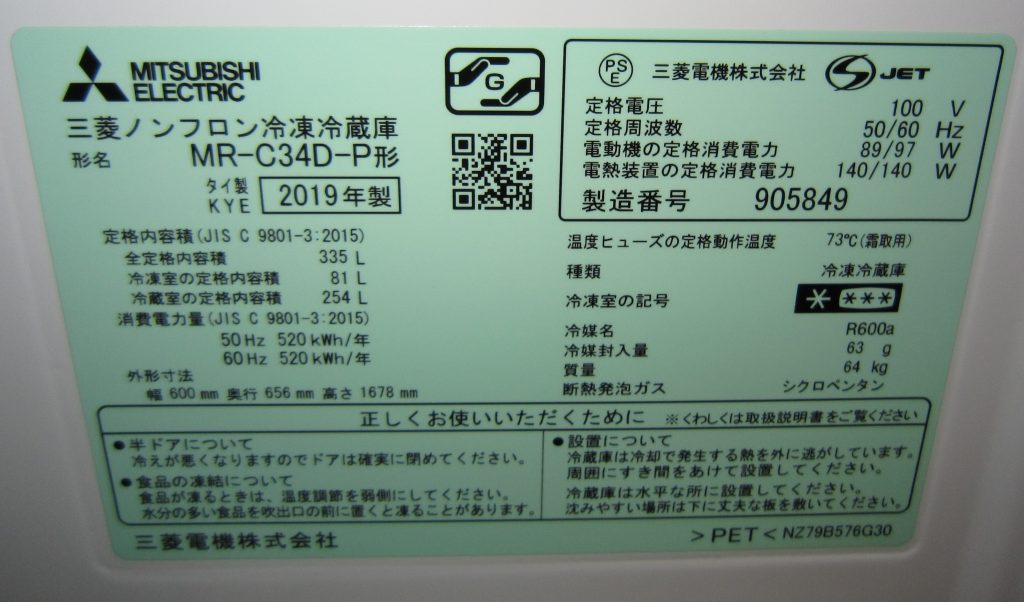 MITSUBISHI
ELECTRIC
三菱ノンフロン冷凍冷蔵庫
形名 MR-C34D-P形
タイ製
KYE 2019年製
定格内容積(JIS C 9801-3:2015)
全定格内容積 335 L
冷凍室の定格内容積 81 L
冷蔵室の定格内容積 254 L
消費電力量(JIS C 9801-3:2015)
50Hz 520kWh/年
60Hz 520kWh/年
外形寸法
幅 600mm 奥行 656mm 高さ 1678mm
G
PS
E
三菱電機株式会社 S JET
定格電圧 100 V
定格周波数 50/60 Hz
電動機の定格消費電力 89/97 W
電熱装置の定格消費電力 140/140 W
製造番号 905849
温度ヒューズの定格動作温度 73℃(霜取用)
種類 冷凍冷蔵庫
冷凍室の記号 * ***
冷媒名 R600a
冷媒封入量 63 g
質量 64 kg
断熱発泡ガス シクロペンタン
正しくお使いいただくために ※くわしくは取扱説明書をご覧ください
●半ドアについて
冷えが悪くなりますのでドアは確実に閉めてください。
●食品の凍結について
食品が凍るときは、温度調節を弱側にしてください。
水分の多い食品を吹出口の前に置くと凍ることがあります。
●設置について
冷蔵庫は冷却で発生する熱を外に逃がしています。
周囲にすき間をあけて設置してください。
冷蔵庫は水平な所に設置してください。
沈みやすい場所は下に丈夫な板を敷いてください。
三菱電機株式会社
>PET< NZ79B576G30